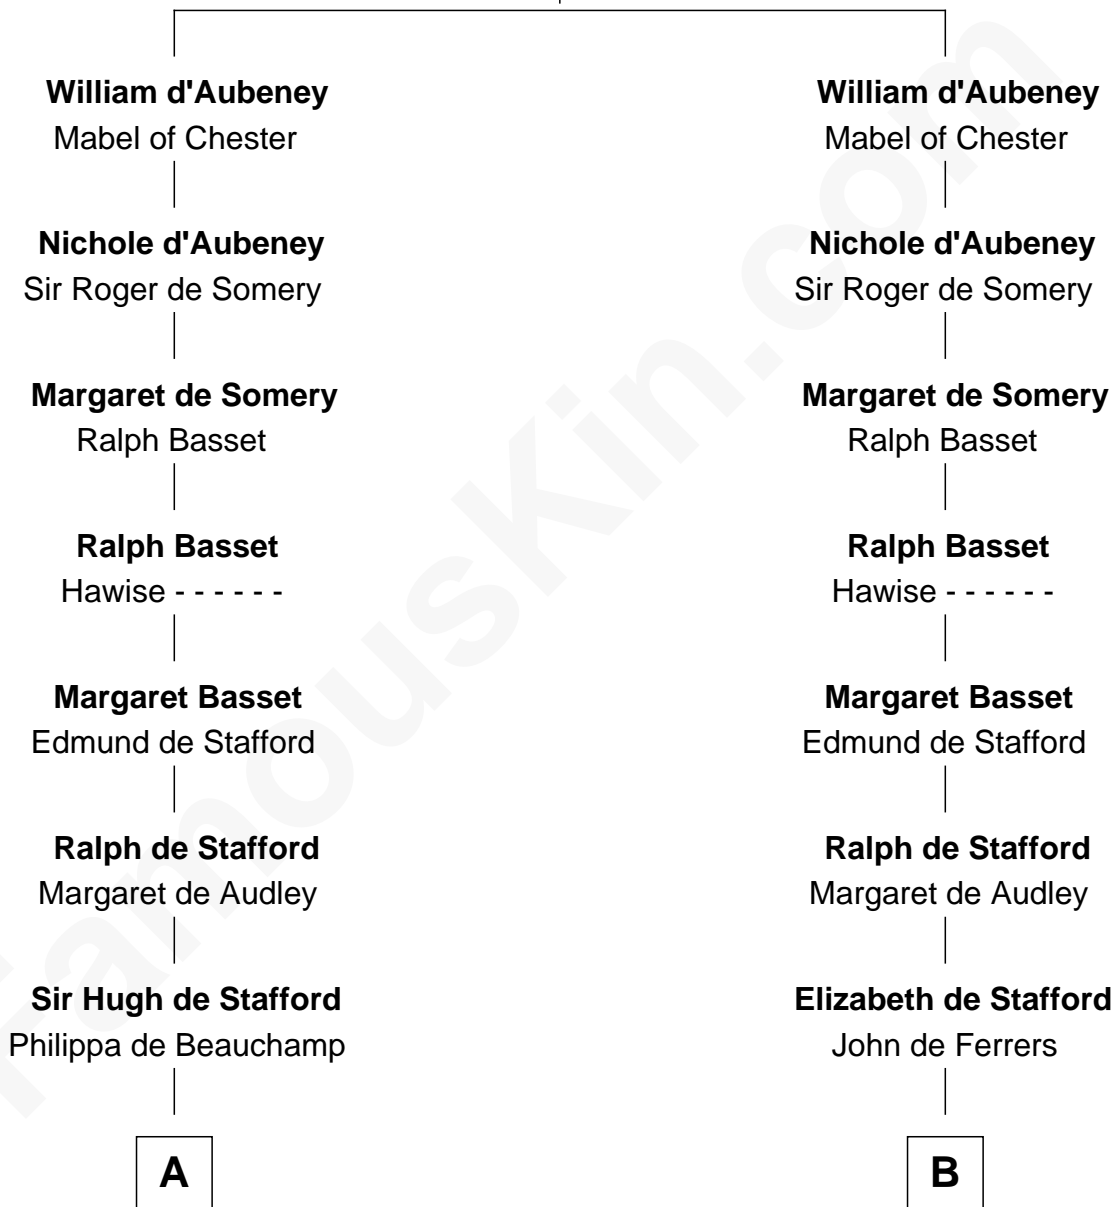 William d'Aubeney
Mabel of Chester
Nichole d'Aubeney
Sir Roger de Somery
Margaret de Somery
Ralph Basset
Ralph Basset
Hawise - - - - - -
Margaret Basset
Edmund de Stafford
Ralph de Stafford
Margaret de Audley
Sir Hugh de Stafford
Philippa de Beauchamp
A
William d'Aubeney
Mabel of Chester
Nichole d'Aubeney
Sir Roger de Somery
Margaret de Somery
Ralph Basset
Ralph Basset
Hawise - - - - - -
Margaret Basset
Edmund de Stafford
Ralph de Stafford
Margaret de Audley
Elizabeth de Stafford
John de Ferrers
B
FamousKin.com